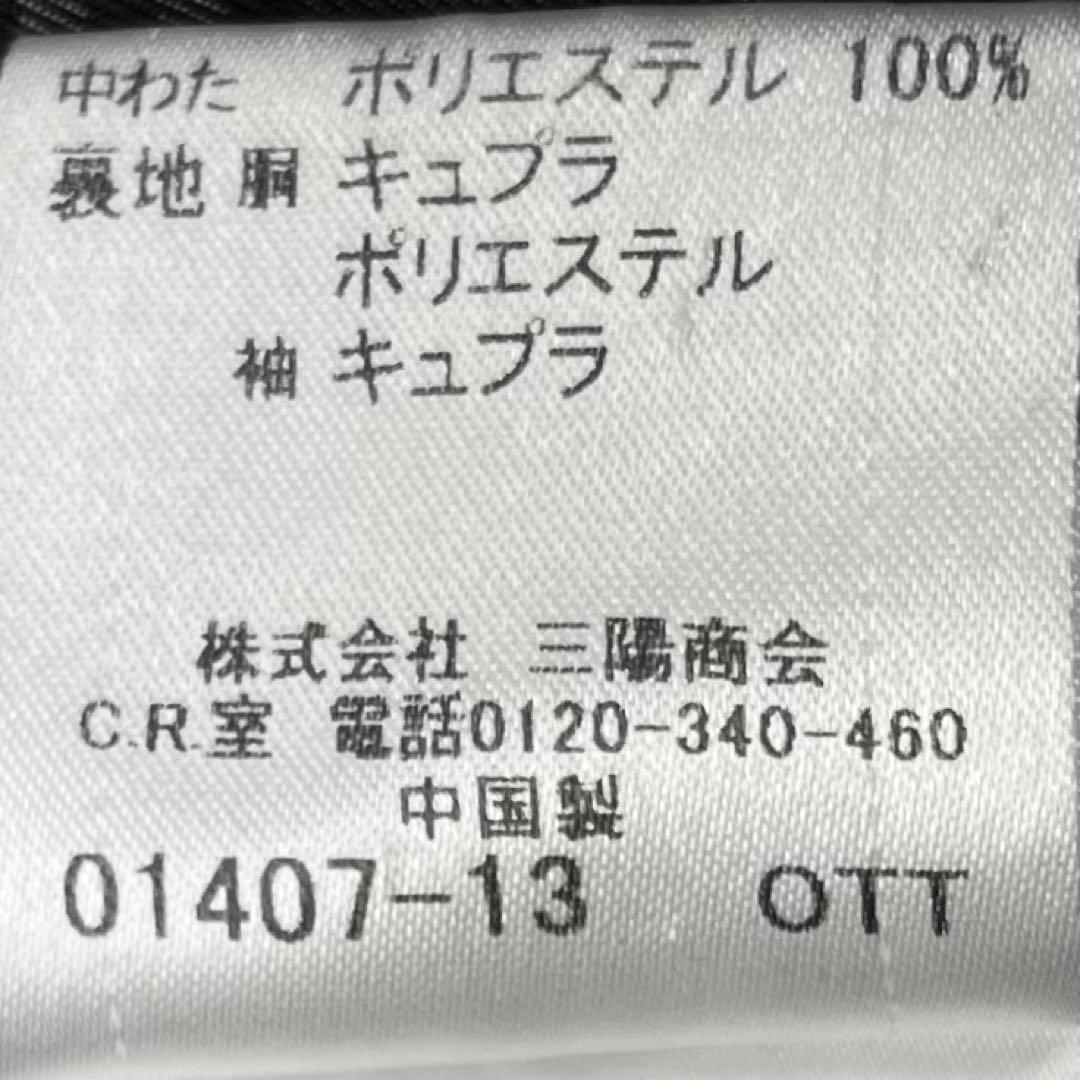 中わた ポリエステル 100%
裏地 胴 キュプラ
ポリエステル
袖 キュプラ
株式会社 三陽商会
C.R.室 電話0120-340-460
中国製
01407-13 OTT